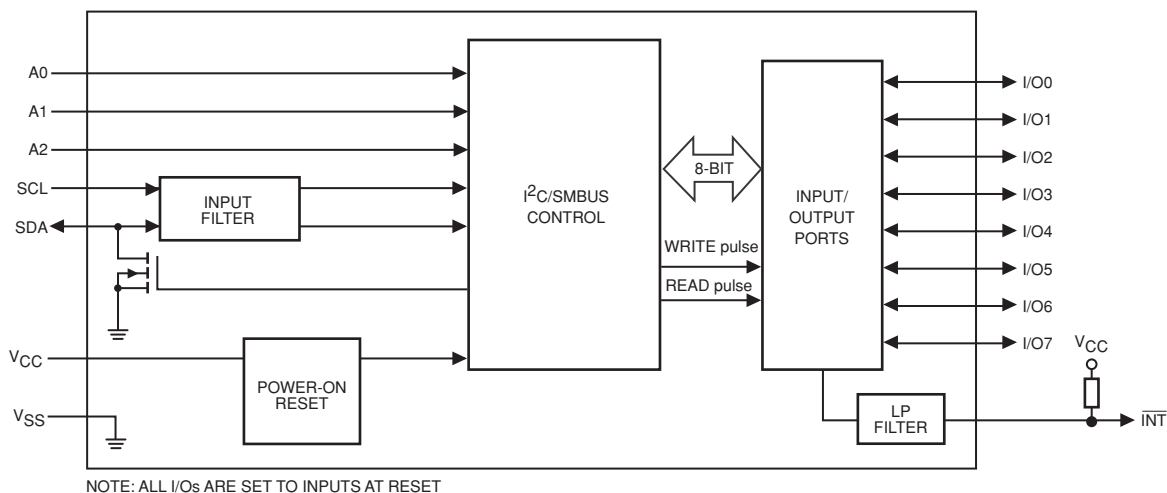 A0
A1
A2
SCL
SDA
INPUT
FILTER
VCC
POWER-ON
RESET
VSS
I2C/SMBUS
CONTROL
8-BIT
WRITE pulse
READ pulse
INPUT/
OUTPUT
PORTS
I/O0
I/O1
I/O2
I/O3
I/O4
I/O5
I/O6
I/O7
VCC
LP
FILTER
INT
NOTE: ALL I/Os ARE SET TO INPUTS AT RESET